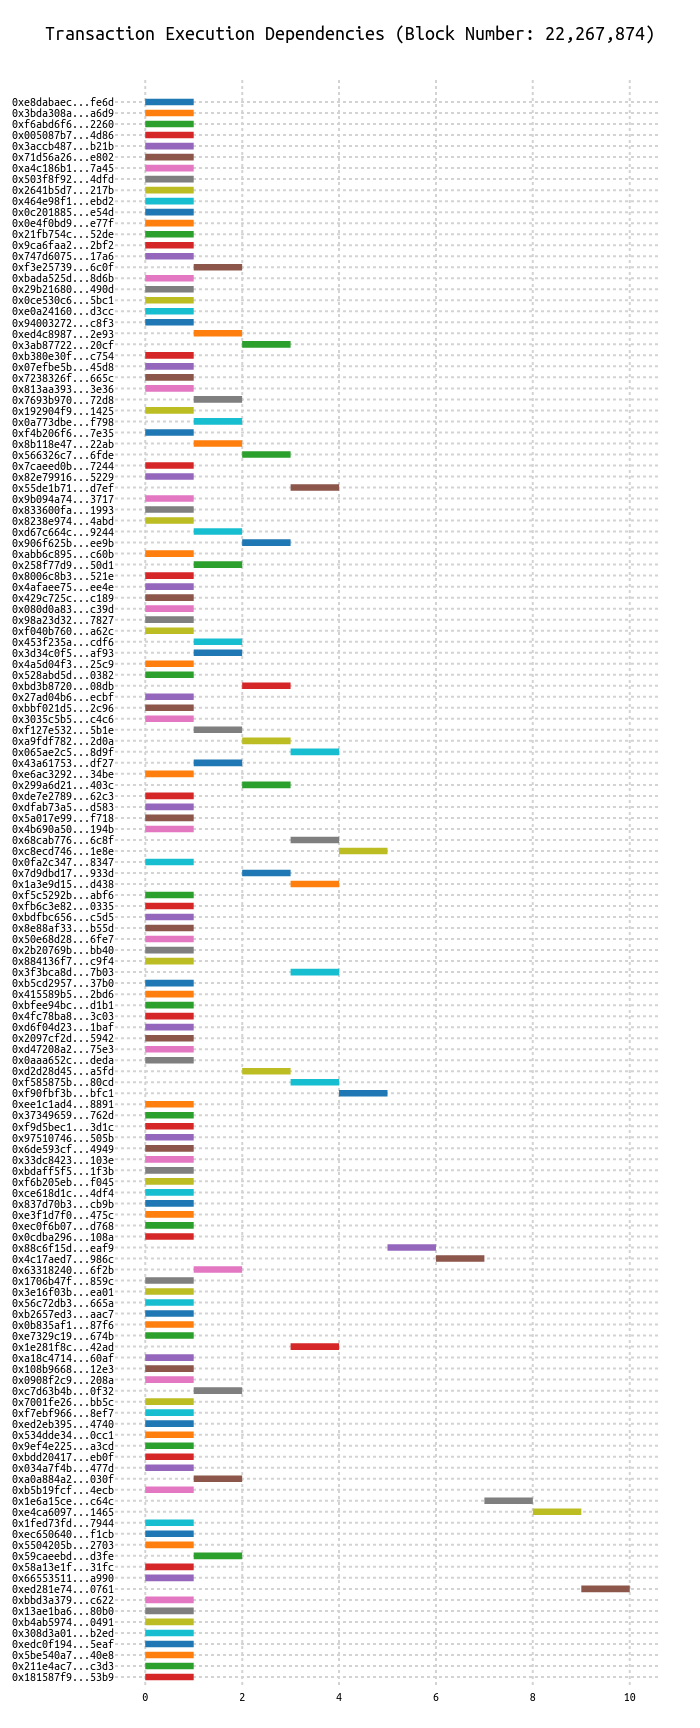 Transaction Execution Dependencies (Block Number: 22,267,874)
0xe8dabaec...fe6d
0x3bda308a...a6d9
0xf6abd6f6...2260
0x005087b7...4d86
0x3accb487...b21b
0x71d56a26...e802
0xa4c186b1...7a45
0x503f8f92...4dfd
0x2641b5d7...217b
0x464e98f1...ebd2
0x0c201885...e54d
0x0e4f0bd9...e77f
0x21fb754c...52de
0x9ca6faa2...2bf2
0x747d6075...17a6
0xf3e25739...6c0f
0xbada525d...8d6b
0x29b21680...490d
0x0ce530c6...5bc1
0xe0a24160...d3cc
0x94003272...c8f3
0xed4c8987...2e93
0x3ab87722...20cf
0xb380e30f...c754
0x07efbe5b...45d8
0x7238326f...665c
0x813aa393...3e36
0x7693b970...72d8
0x192904f9...1425
0x0a773dbe...f798
0xf4b206f6...7e35
0x8b118e47...22ab
0x566326c7...6fde
0x7caeed0b...7244
0x82e79916...5229
0x55de1b71...d7ef
0x9b094a74...3717
0x833600fa...1993
0x8238e974...4abd
0xd67c664c...9244
0x906f625b...ee9b
0xabb6c895...c60b
0x258f77d9...50d1
0x8006c8b3...521e
0x4afaee75...ee4e
0x429c725c...c189
0x080d0a83...c39d
0x98a23d32...7827
0xf040b760...a62c
0x453f235a...cdf6
0x3d34c0f5...af93
0x4a5d04f3...25c9
0x528abd5d...0382
0xbd3b8720...08db
0x27ad04b6...ecbf
0xbbf021d5...2c96
0x3035c5b5...c4c6
0xf127e532...5b1e
0xa9fdf782...2d0a
0x065ae2c5...8d9f
0x43a61753...df27
0xe6ac3292...34be
0x299a6d21...403c
0xde7e2789...62c3
0xdfab73a5...d583
0x5a017e99...f718
0x4b690a50...194b
0x68cab776...6c8f
0xc8ecd746...1e8e
0x0fa2c347...8347
0x7d9dbd17...933d
0x1a3e9d15...d438
0xf5c5292b...abf6
0xfb6c3e82...0335
0xbdfbc656...c5d5
0x8e88af33...b55d
0x50e68d28...6fe7
0x2b20769b...bb40
0x884136f7...c9f4
0x3f3bca8d...7b03
0xb5cd2957...37b0
0x415589b5...2bd6
0xbfee94bc...d1b1
0x4fc78ba8...3c03
0xd6f04d23...1baf
0x2097cf2d...5942
0xd47208a2...75e3
0x0aaa652c...deda
0xd2d28d45...a5fd
0xf585875b...80cd
0xf90fbf3b...bfc1
0xee1c1ad4...8891
0x37349659...762d
0xf9d5bec1...3d1c
0x97510746...505b
0x6de593cf...4949
0x33dc8423...103e
0xbdaff5f5...1f3b
0xf6b205eb...f045
0xce618d1c...4df4
0x837d70b3...cb9b
0xe3f1d7f0...475c
0xec0f6b07...d768
0x0cdba296...108a
0x88c6f15d...eaf9
0x4c17aed7...986c
0x63318240...6f2b
0x1706b47f...859c
0x3e16f03b...ea01
0x56c72db3...665a
0xb2657ed3...aac7
0x0b835af1...87f6
0xe7329c19...674b
0x1e281f8c...42ad
0xa18c4714...60af
0x108b9668...12e3
0x0908f2c9...208a
0xc7d63b4b...0f32
0x7001fe26...bb5c
0xf7ebf966...8ef7
0xed2eb395...4740
0x534dde34...0cc1
0x9ef4e225...a3cd
0xbdd20417...eb0f
0x034a7f4b...477d
0xa0a884a2...030f
0xb5b19fcf...4ecb
0x1e6a15ce...c64c
0xe4ca6097...1465
0x1fed73fd...7944
0xec650640...f1cb
0x5504205b...2703
0x59caeebd...d3fe
0x58a13e1f...31fc
0x66553511...a990
0xed281e74...0761
0xbbd3a379...c622
0x13ae1ba6...80b0
0xb4ab5974...0491
0x308d3a01...b2ed
0xedc0f194...5eaf
0x5be540a7...40e8
0x211e4ac7...c3d3
0x181587f9...53b9
0 2 4 6 8 10